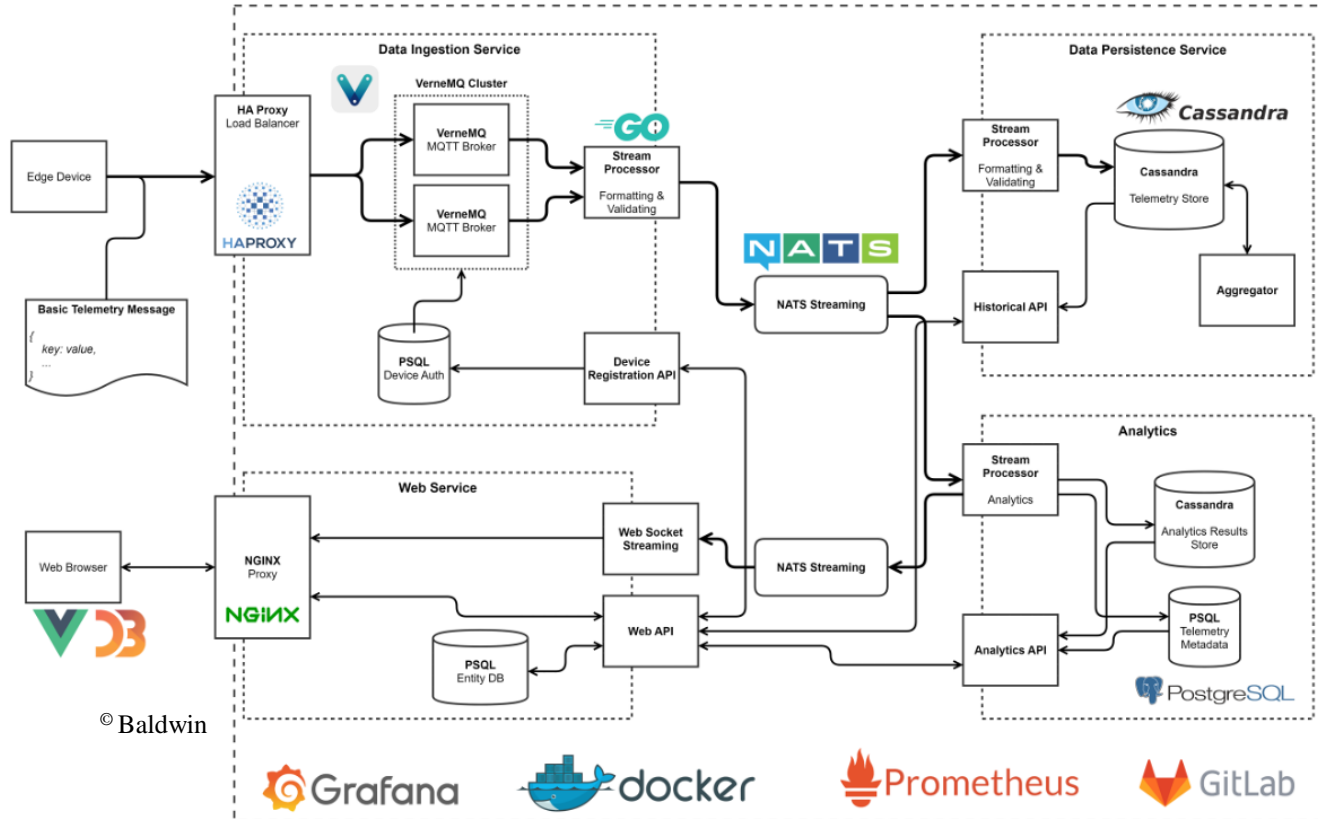 Data Ingestion Service
VerneMQ Cluster
HA Proxy
Load Balancer
HAPROXY
VerneMQ
MQTT Broker
VerneMQ
MQTT Broker
GO
Stream
Processor
Formatting &
Validating
Edge Device
Basic Telemetry Message
{
key: value,
...
}
PSQL
Device Auth
Device
Registration API
NATS
NATS Streaming
Data Persistence Service
Cassandra
Stream
Processor
Formatting &
Validating
Cassandra
Telemetry Store
Historical API
Aggregator
Web Service
Web Browser
D3
NGINX
Proxy
NGINX
Web Socket
Streaming
NATS Streaming
Web API
PSQL
Entity DB
Analytics
Stream
Processor
Analytics
Cassandra
Analytics Results
Store
Analytics API
PSQL
Telemetry
Metadata
PostgreSQL
© Baldwin
Grafana
docker
Prometheus
GitLab